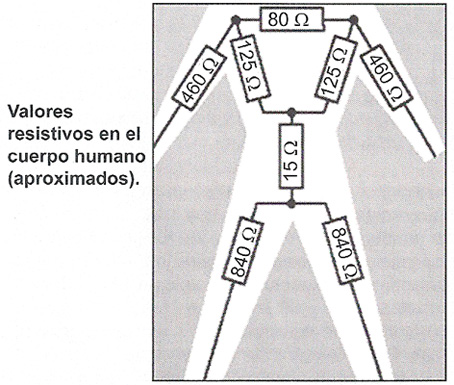 80 Ω
460 Ω
125 Ω
125 Ω
460 Ω
Valores
resistivos en el
cuerpo humano
(aproximados).
15 Ω
840 Ω
840 Ω